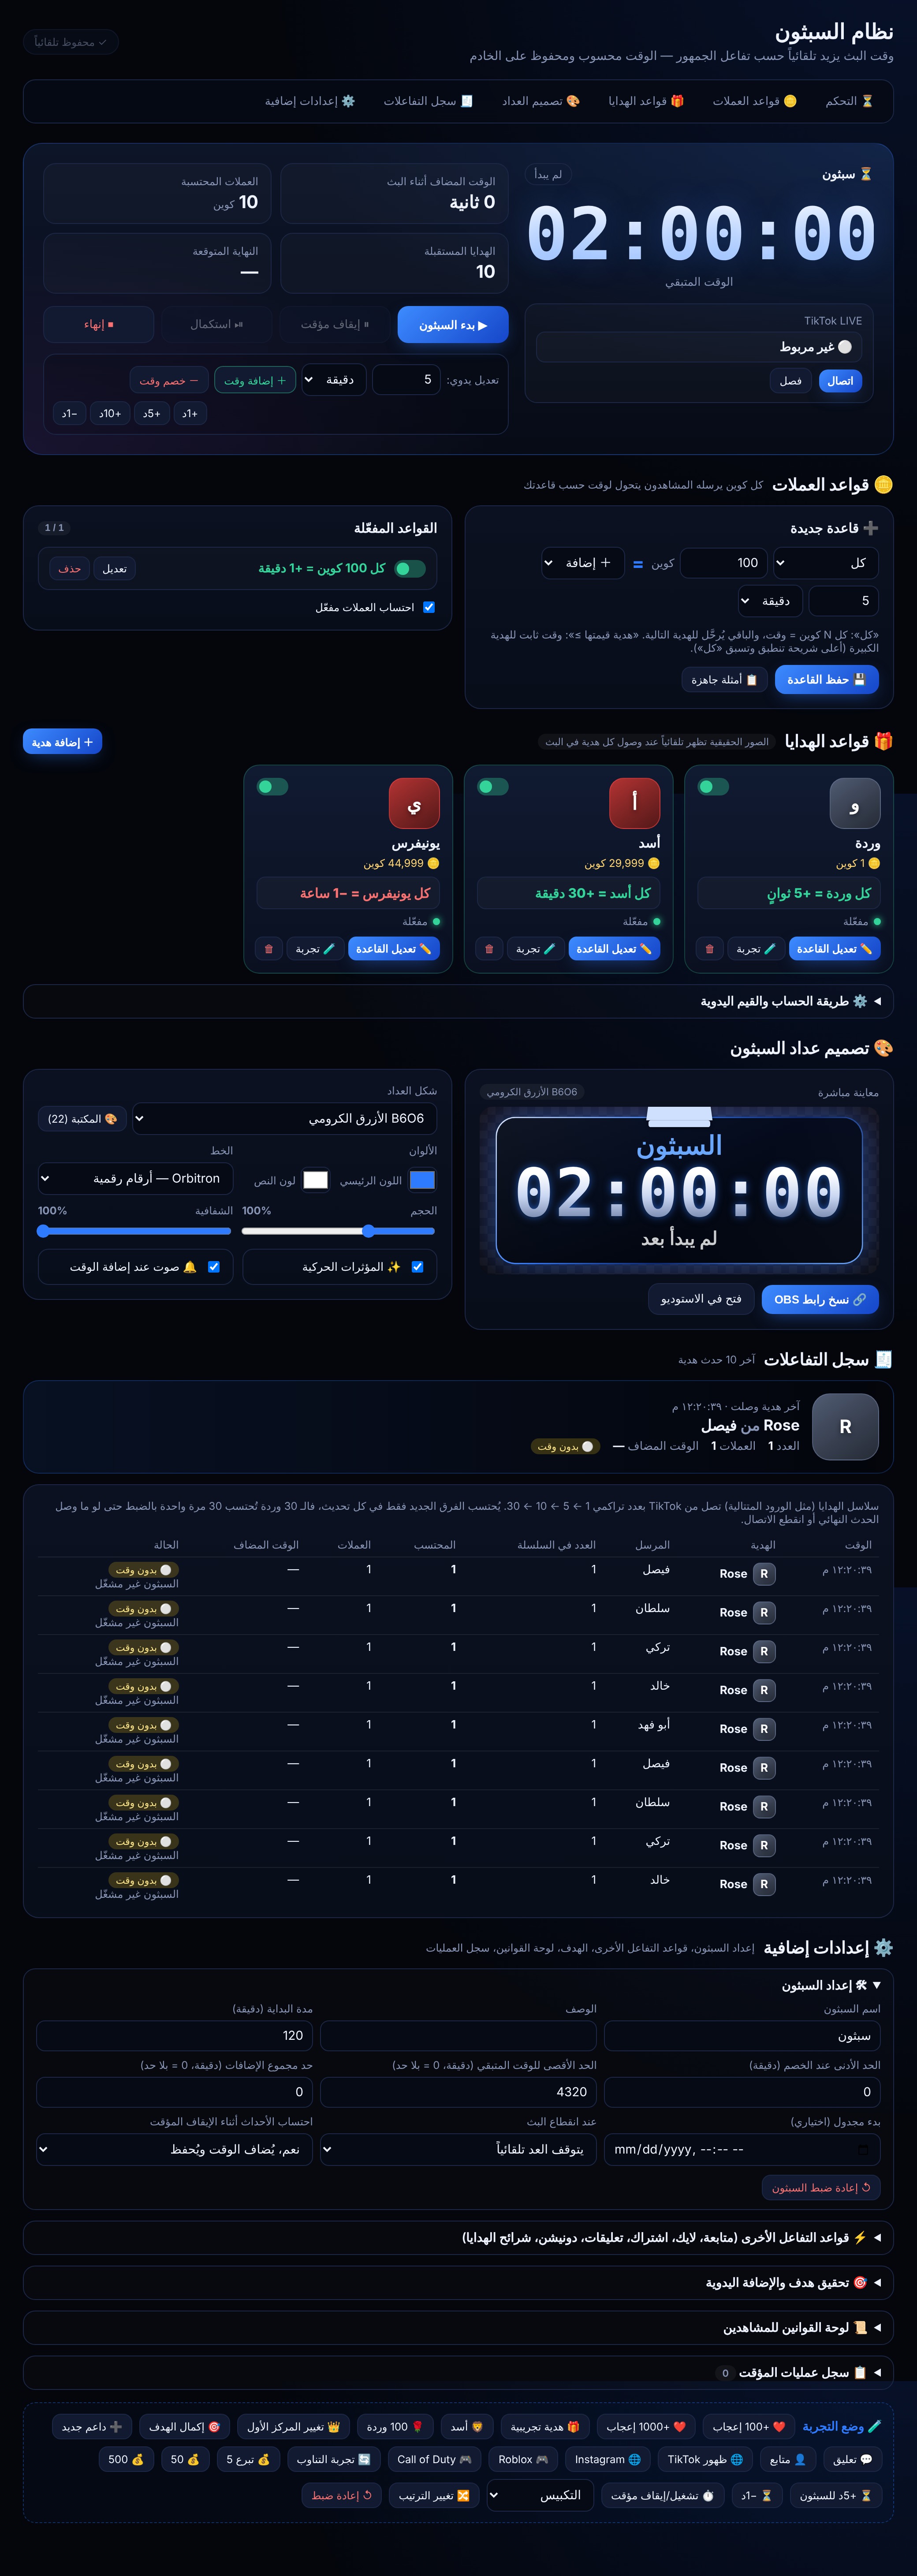 نظام السبثون
وقت البث يزيد تلقائياً حسب تفاعل الجمهور — الوقت محسوب ومحفوظ على الخادم
✓ محفوظ تلقائياً
⏳ التحكم
🪙 قواعد العملات
🎁 قواعد الهدايا
🎨 تصميم العداد
🧾 سجل التفاعلات
⚙️ إعدادات إضافية
⏳ سبثون
لم يبدأ
02:00:00
الوقت المتبقي
TikTok LIVE
⚪ غير مربوط
اتصال
فصل
الوقت المضاف أثناء البث
0 ثانية
العملات المحتسبة
10 كوين
الهدايا المستقبلة
10
النهاية المتوقعة
—
▶ بدء السبثون
⏸ إيقاف مؤقت
⏯ استكمال
⏹ إنهاء
تعديل يدوي: 5 دقيقة ＋ إضافة وقت − خصم وقت
+1د +5د +10د −1د
🪙 قواعد العملات كل كوين يرسله المشاهدون يتحول لوقت حسب قاعدتك
➕ قاعدة جديدة
كل 100 كوين = ＋ إضافة
5 دقيقة
«كل»: كل N كوين = وقت، والباقي يُرحَّل للهدية التالية. «هدية قيمتها ≥»: وقت ثابت للهدية
الكبيرة (أعلى شريحة تنطبق وتسبق «كل»).
💾 حفظ القاعدة
📋 أمثلة جاهزة
القواعد المفعّلة
1 / 1
كل 100 كوين = +1 دقيقة
تعديل
حذف
احتساب العملات مفعّل
🎁 قواعد الهدايا الصور الحقيقية تظهر تلقائياً عند وصول كل هدية في البث
＋ إضافة هدية
و
وردة
🪙 1 كوين
كل وردة = +5 ثوانٍ
مفعّلة
✏️ تعديل القاعدة 🧪 تجربة 🗑
أ
أسد
🪙 29,999 كوين
كل أسد = +30 دقيقة
مفعّلة
✏️ تعديل القاعدة 🧪 تجربة 🗑
ي
يونيفرس
🪙 44,999 كوين
كل يونيفرس = −1 ساعة
مفعّلة
✏️ تعديل القاعدة 🧪 تجربة 🗑
◀ ⚙️ طريقة الحساب والقيم اليدوية
🎨 تصميم عداد السبثون
معاينة مباشرة
B6O6 الأزرق الكرومي
السبثون
02:00:00
لم يبدأ بعد
🔗 نسخ رابط OBS
فتح في الاستوديو
شكل العداد
B6O6 الأزرق الكرومي
🎨 المكتبة (22)
الألوان
اللون الرئيسي
لون النص
الخط
Orbitron — أرقام رقمية
الحجم 100%
الشفافية 100%
✨ المؤثرات الحركية
🔔 صوت عند إضافة الوقت
🧾 سجل التفاعلات آخر 10 حدث هدية
R
آخر هدية وصلت · ١٢:٢٠:٣٩ م
Rose من فيصل
العدد 1 العملات 1 الوقت المضاف — ⚪ بدون وقت
سلاسل الهدايا (مثل الورود المتتالية) تصل من TikTok بعدد تراكمي 1 ← 5 ← 10 ← 30. يُحتسب الفرق الجديد فقط في كل تحديث، فالـ 30 وردة تُحتسب 30 مرة واحدة بالضبط حتى لو ما وصل
الحدث النهائي أو انقطع الاتصال.
الوقت الهدية المرسل العدد في السلسلة المحتسب العملات الوقت المضاف الحالة
١٢:٢٠:٣٩ م R Rose فيصل 1 1 1 — ⚪ بدون وقت
السبثون غير مشغّل
١٢:٢٠:٣٩ م R Rose سلطان 1 1 1 — ⚪ بدون وقت
السبثون غير مشغّل
١٢:٢٠:٣٩ م R Rose تركي 1 1 1 — ⚪ بدون وقت
السبثون غير مشغّل
١٢:٢٠:٣٩ م R Rose خالد 1 1 1 — ⚪ بدون وقت
السبثون غير مشغّل
١٢:٢٠:٣٩ م R Rose أبو فهد 1 1 1 — ⚪ بدون وقت
السبثون غير مشغّل
١٢:٢٠:٣٩ م R Rose فيصل 1 1 1 — ⚪ بدون وقت
السبثون غير مشغّل
١٢:٢٠:٣٩ م R Rose سلطان 1 1 1 — ⚪ بدون وقت
السبثون غير مشغّل
١٢:٢٠:٣٩ م R Rose تركي 1 1 1 — ⚪ بدون وقت
السبثون غير مشغّل
١٢:٢٠:٣٩ م R Rose خالد 1 1 1 — ⚪ بدون وقت
السبثون غير مشغّل
⚙️ إعدادات إضافية إعداد السبثون، قواعد التفاعل الأخرى، الهدف، لوحة القوانين، سجل العمليات
▼ 🛠 إعداد السبثون
اسم السبثون الوصف مدة البداية (دقيقة)
سبثون 120
الحد الأدنى عند الخصم (دقيقة) الحد الأقصى للوقت المتبقي (دقيقة، 0 = بلا حد) حد مجموع الإضافات (دقيقة، 0 = بلا حد)
0 4320 0
بدء مجدول (اختياري) عند انقطاع البث احتساب الأحداث أثناء الإيقاف المؤقت
mm/dd/yyyy, --:-- -- يتوقف العد تلقائياً نعم، يُضاف الوقت ويُحفظ
↺ إعادة ضبط السبثون
◀ ⚡ قواعد التفاعل الأخرى (متابعة، لايك، اشتراك، تعليقات، دونيشن، شرائح الهدايا)
◀ 🎯 تحقيق هدف والإضافة اليدوية
◀ 📜 لوحة القوانين للمشاهدين
◀ 📋 سجل عمليات المؤقت 0
🧪 وضع التجربة ❤️ +100 إعجاب ❤️ +1000 إعجاب 🎁 هدية تجريبية 🦁 أسد 🌹 100 وردة 👑 تغيير المركز الأول 🎯 إكمال الهدف ➕ داعم جديد
💬 تعليق 👤 متابع 🌐 ظهور TikTok 🌐 Instagram 🎮 Roblox 🎮 Call of Duty 🔄 تجربة التناوب 💰 تبرع 5 💰 50 💰 500
⏳ +5د للسبثون ⏳ −1د ⏱ تشغيل/إيقاف مؤقت التكبيس 🔀 تغيير الترتيب ↺ إعادة ضبط